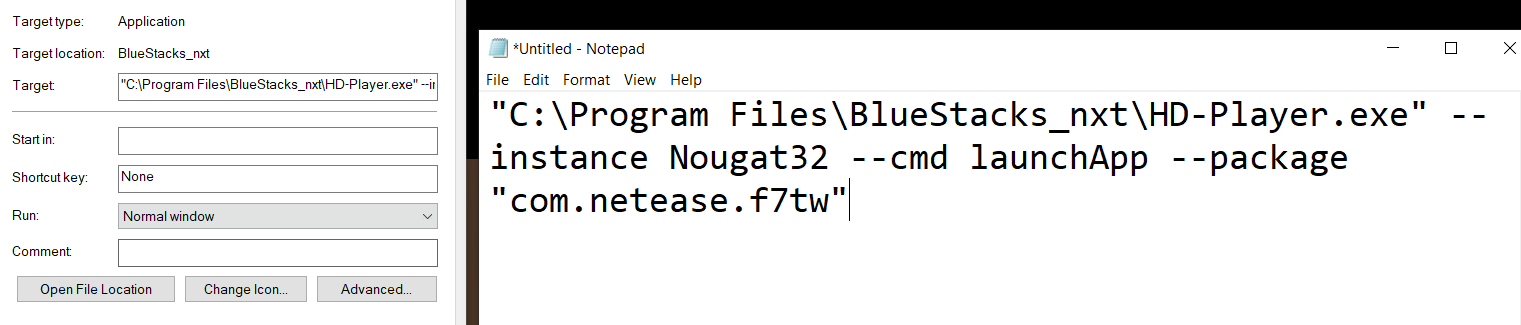 Target type: Application
Target location: BlueStacks_nxt
Target: "C:\Program Files\BlueStacks_nxt\HD-Player.exe" --in
Start in:
Shortcut key: None
Run: Normal window
Comment:
Open File Location Change Icon... Advanced...
*Untitled - Notepad
File Edit Format View Help
"C:\Program Files\BlueStacks_nxt\HD-Player.exe" --
instance Nougat32 --cmd launchApp --package
"com.netease.f7tw"